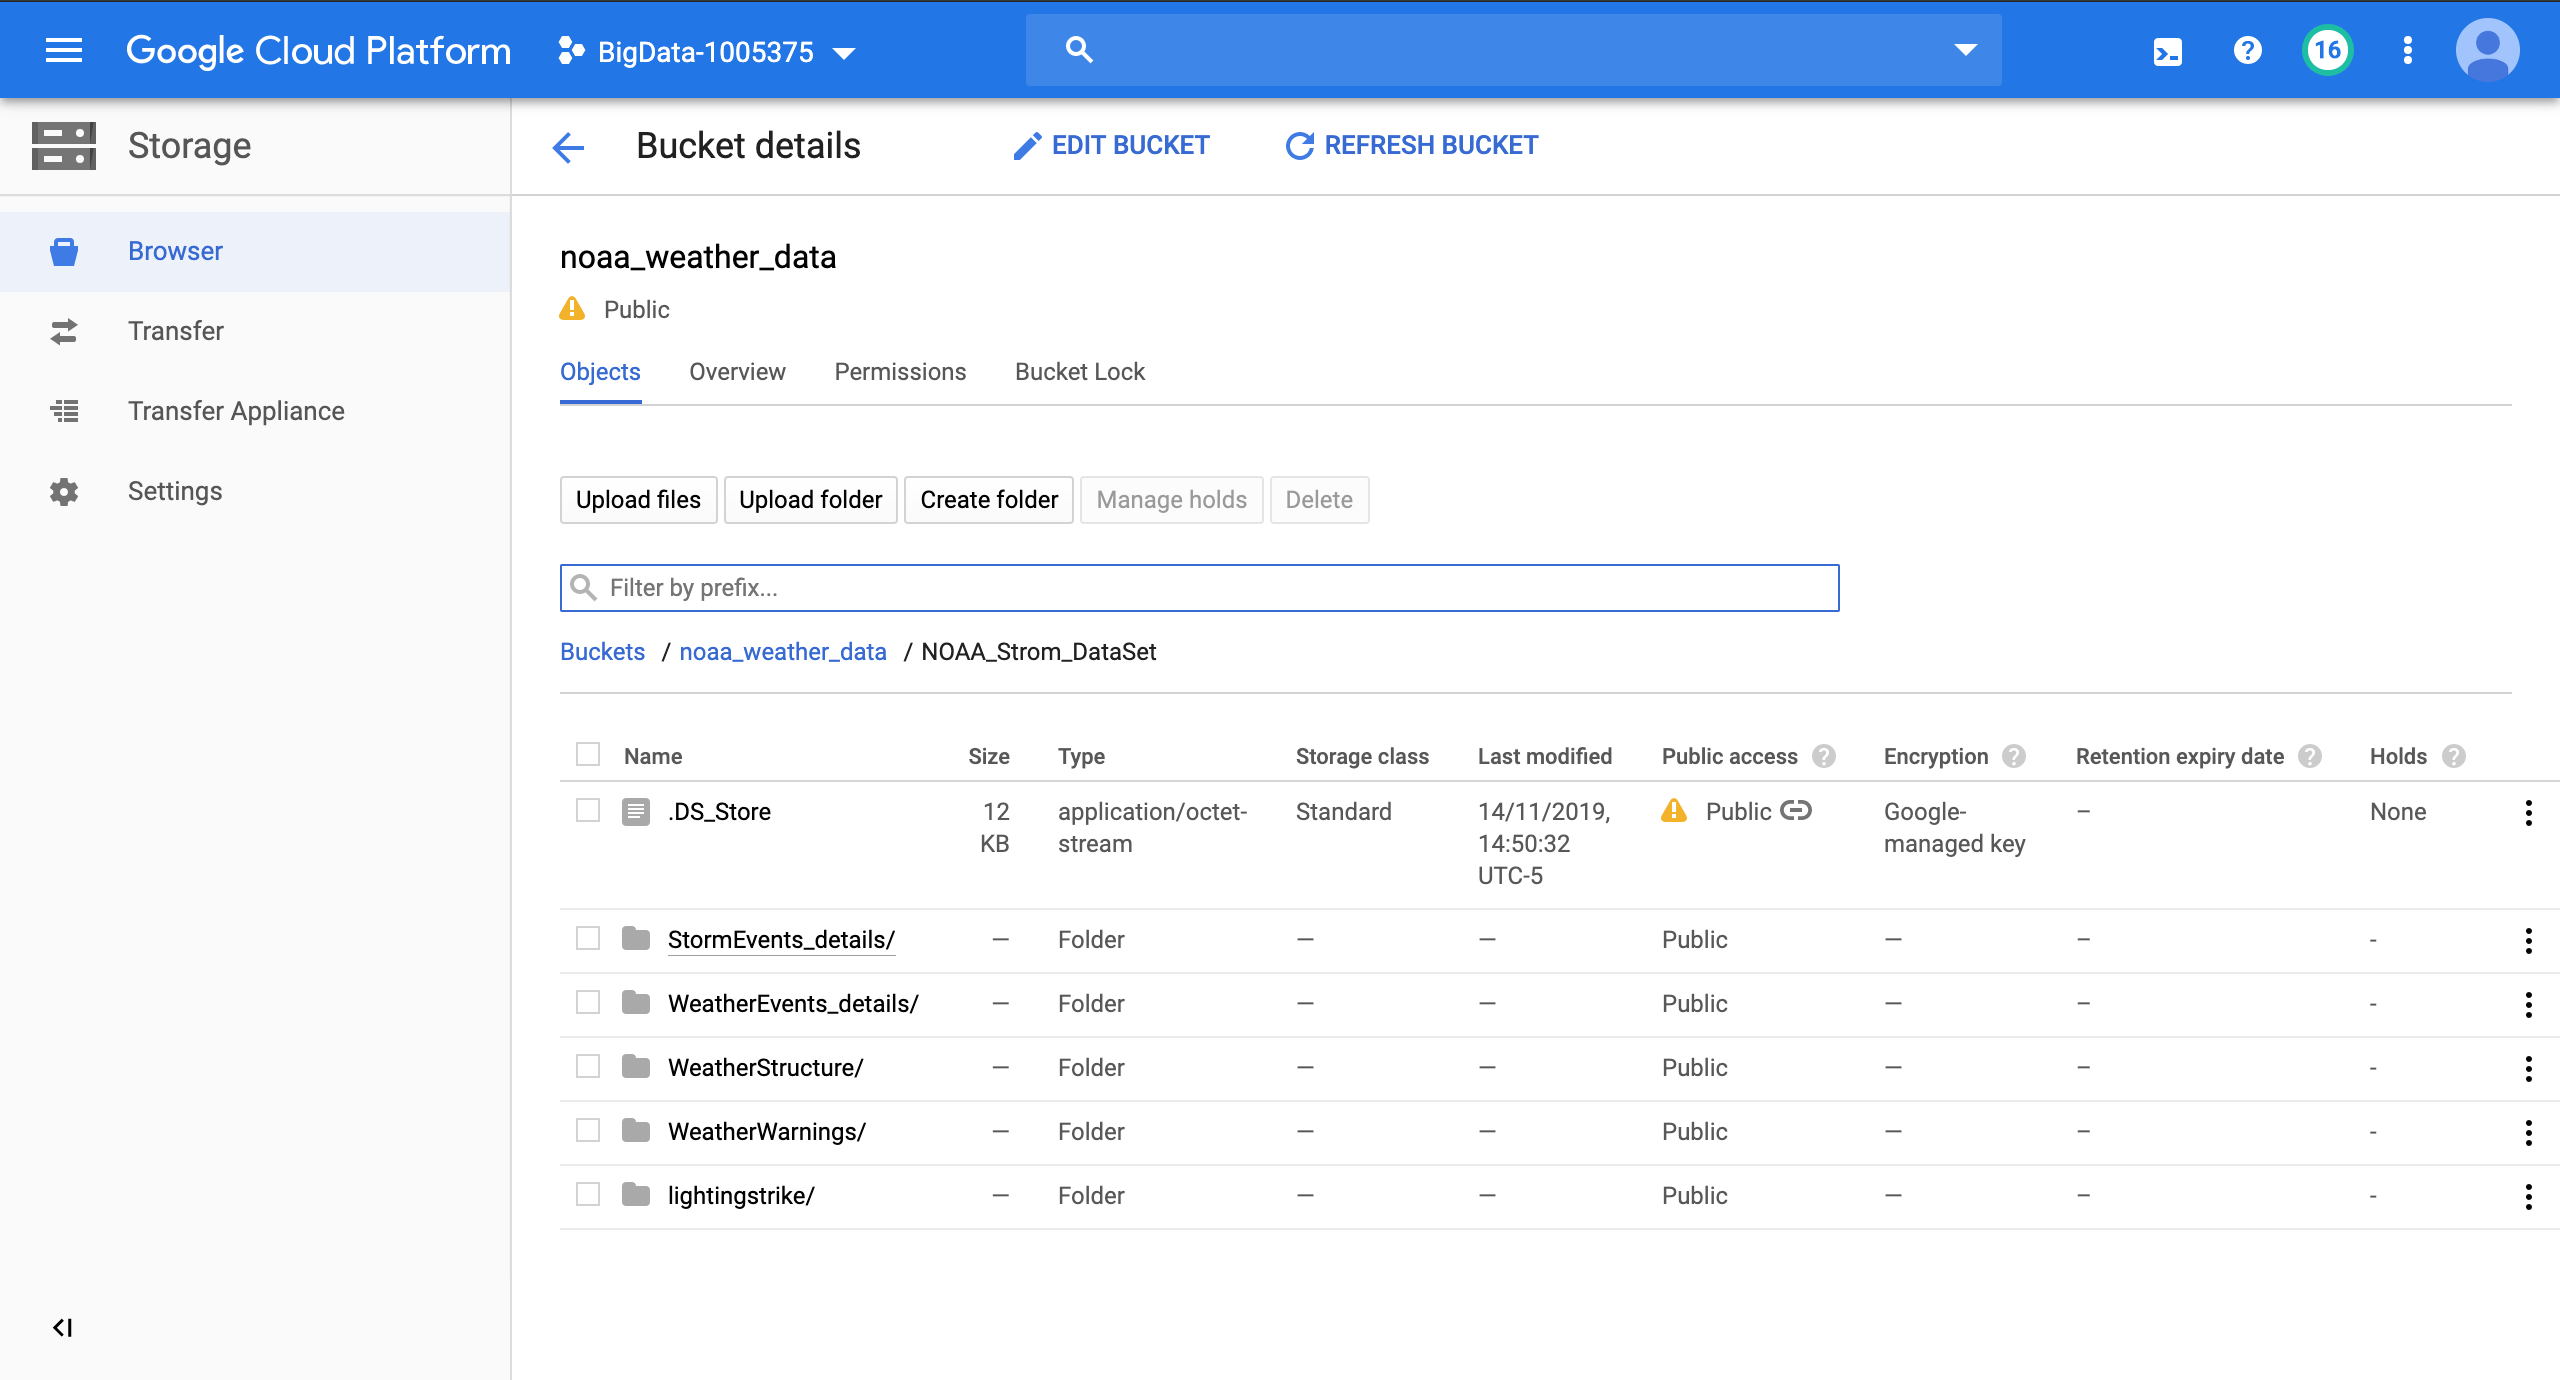 Google Cloud Platform
BigData-1005375
16
Storage
Bucket details
EDIT BUCKET
REFRESH BUCKET
Browser
Transfer
Transfer Appliance
Settings
noaa_weather_data
Public
Objects Overview Permissions Bucket Lock
Upload files Upload folder Create folder Manage holds Delete
Filter by prefix...
Buckets / noaa_weather_data / NOAA_Strom_DataSet
Name Size Type Storage class Last modified Public access Encryption Retention expiry date Holds
.DS_Store 12 application/octet- Standard 14/11/2019, Public Google- – None
KB stream 14:50:32 managed key
UTC-5
StormEvents_details/ — Folder — — Public — – -
WeatherEvents_details/ — Folder — — Public — – -
WeatherStructure/ — Folder — — Public — – -
WeatherWarnings/ — Folder — — Public — – -
lightingstrike/ — Folder — — Public — – -